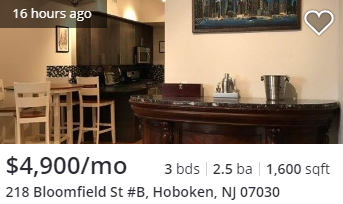 16 hours ago
$4,900/mo 3 bds | 2.5 ba | 1,600 sqft
218 Bloomfield St #B, Hoboken, NJ 07030